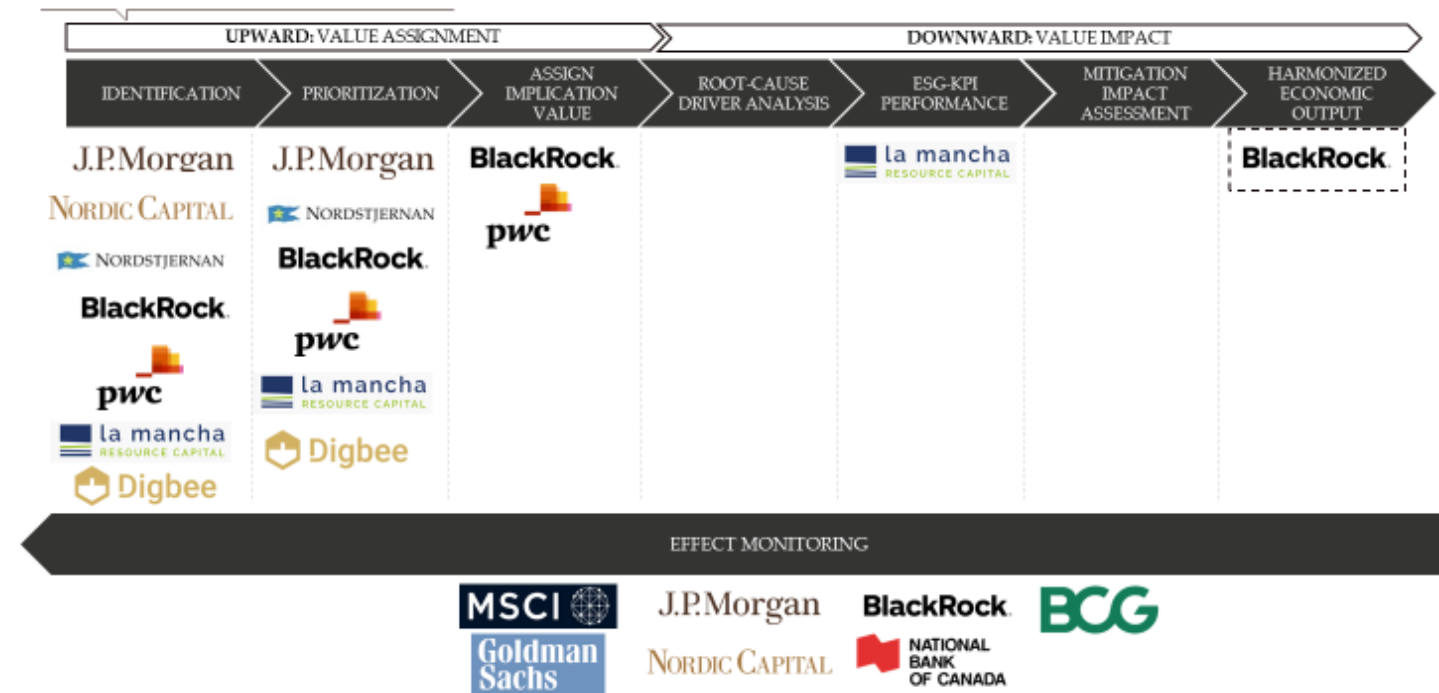 UPWARD: VALUE ASSIGNMENT
DOWNWARD: VALUE IMPACT
IDENTIFICATION
PRIORITIZATION
ASSIGN
IMPLICATION
VALUE
ROOT-CAUSE
DRIVER ANALYSIS
ESG-KPI
PERFORMANCE
MITIGATION
IMPACT
ASSESSMENT
HARMONIZED
ECONOMIC
OUTPUT
J.P.Morgan
NORDIC CAPITAL
NORDSTJERNAN
BlackRock.
pwc
la mancha
RESOURCE CAPITAL
Digbee
J.P.Morgan
NORDSTJERNAN
BlackRock.
pwc
la mancha
RESOURCE CAPITAL
Digbee
BlackRock.
pwc
la mancha
RESOURCE CAPITAL
BlackRock.
EFFECT MONITORING
MSCI
J.P.Morgan
BlackRock.
BCG
Goldman
Sachs
NORDIC CAPITAL
NATIONAL
BANK
OF CANADA